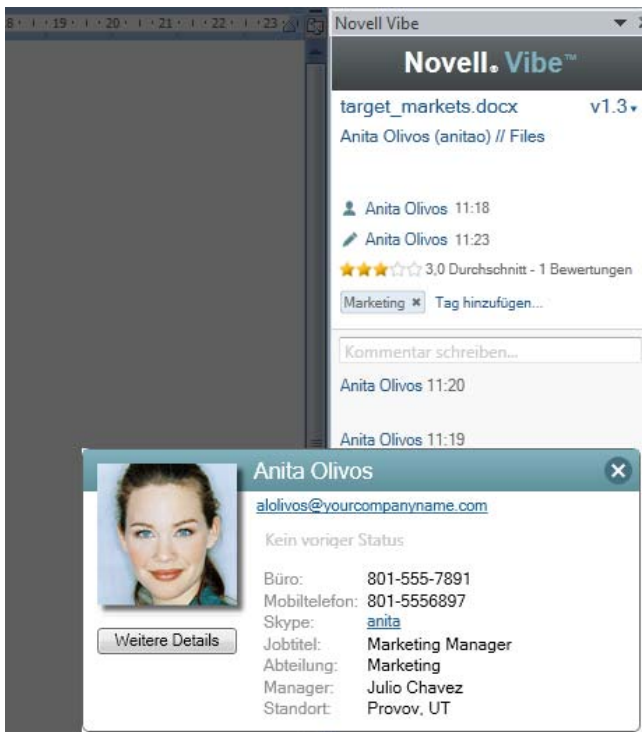 8 · ı · 19 · ı · 20 · ı · 21 · ı · 22 · ı · 23
Novell Vibe
Novell® Vibe™
target_markets.docx v1.3
Anita Olivos (anitao) // Files
Anita Olivos 11:18
Anita Olivos 11:23
3,0 Durchschnitt - 1 Bewertungen
Marketing × Tag hinzufügen...
Kommentar schreiben...
Anita Olivos 11:20
Anita Olivos 11:19
Anita Olivos
alolivos@yourcompanyname.com
Kein voriger Status
Büro: 801-555-7891
Mobiltelefon: 801-5556897
Skype: anita
Jobtitel: Marketing Manager
Abteilung: Marketing
Manager: Julio Chavez
Standort: Provov, UT
Weitere Details